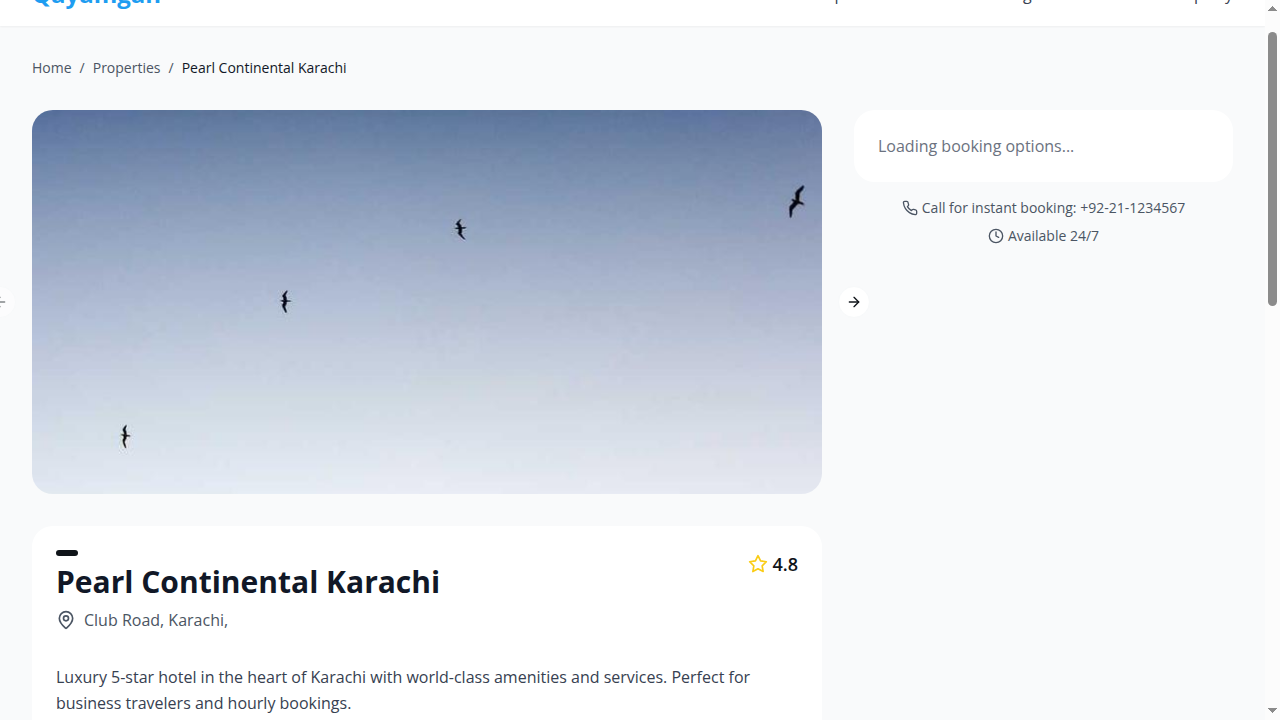 Home / Properties / Pearl Continental Karachi
Loading booking options...
Call for instant booking: +92-21-1234567
Available 24/7
Pearl Continental Karachi
4.8
Club Road, Karachi,
Luxury 5-star hotel in the heart of Karachi with world-class amenities and services. Perfect for
business travelers and hourly bookings.